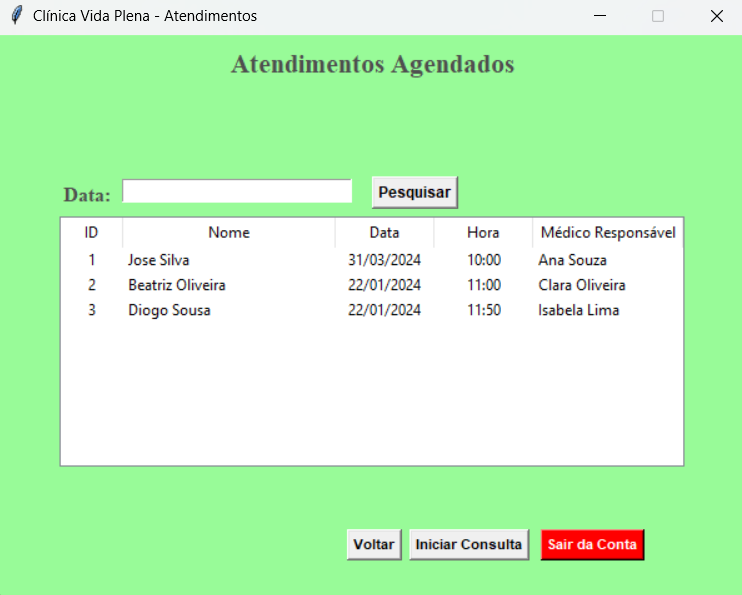 Clínica Vida Plena - Atendimentos
Atendimentos Agendados
Data: Pesquisar
ID Nome Data Hora Médico Responsável
1 Jose Silva 31/03/2024 10:00 Ana Souza
2 Beatriz Oliveira 22/01/2024 11:00 Clara Oliveira
3 Diogo Sousa 22/01/2024 11:50 Isabela Lima
Voltar Iniciar Consulta Sair da Conta